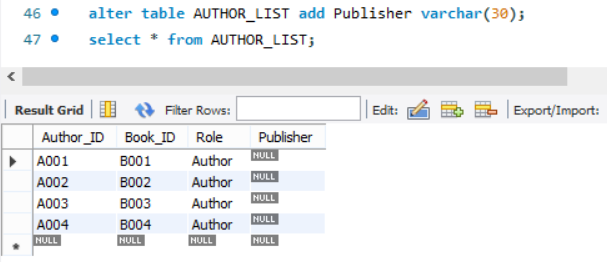 46 alter table AUTHOR_LIST add Publisher varchar(30);
47 select * from AUTHOR_LIST;
Result Grid Filter Rows: Edit: Export/Import:
Author_ID Book_ID Role Publisher
A001 B001 Author NULL
A002 B002 Author NULL
A003 B003 Author NULL
A004 B004 Author NULL
NULL NULL NULL NULL